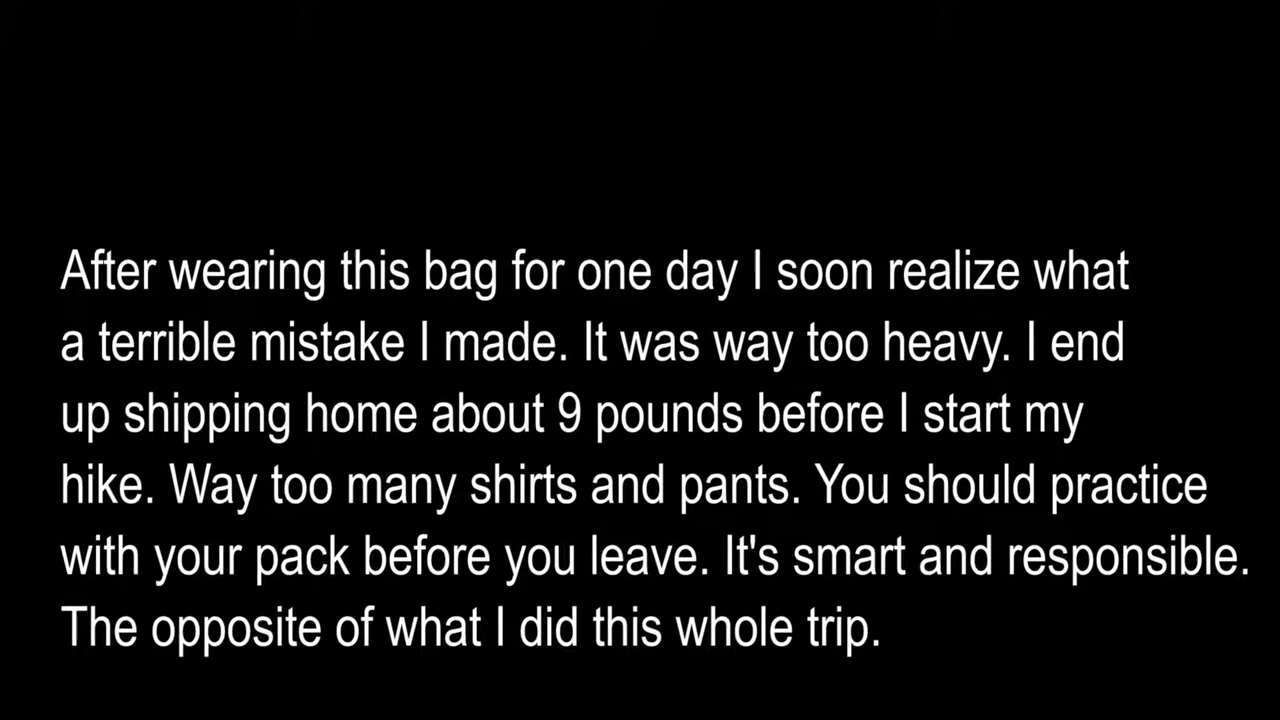 After wearing this bag for one day I soon realize what
a terrible mistake I made. It was way too heavy. I end
up shipping home about 9 pounds before I start my
hike. Way too many shirts and pants. You should practice
with your pack before you leave. It's smart and responsible.
The opposite of what I did this whole trip.